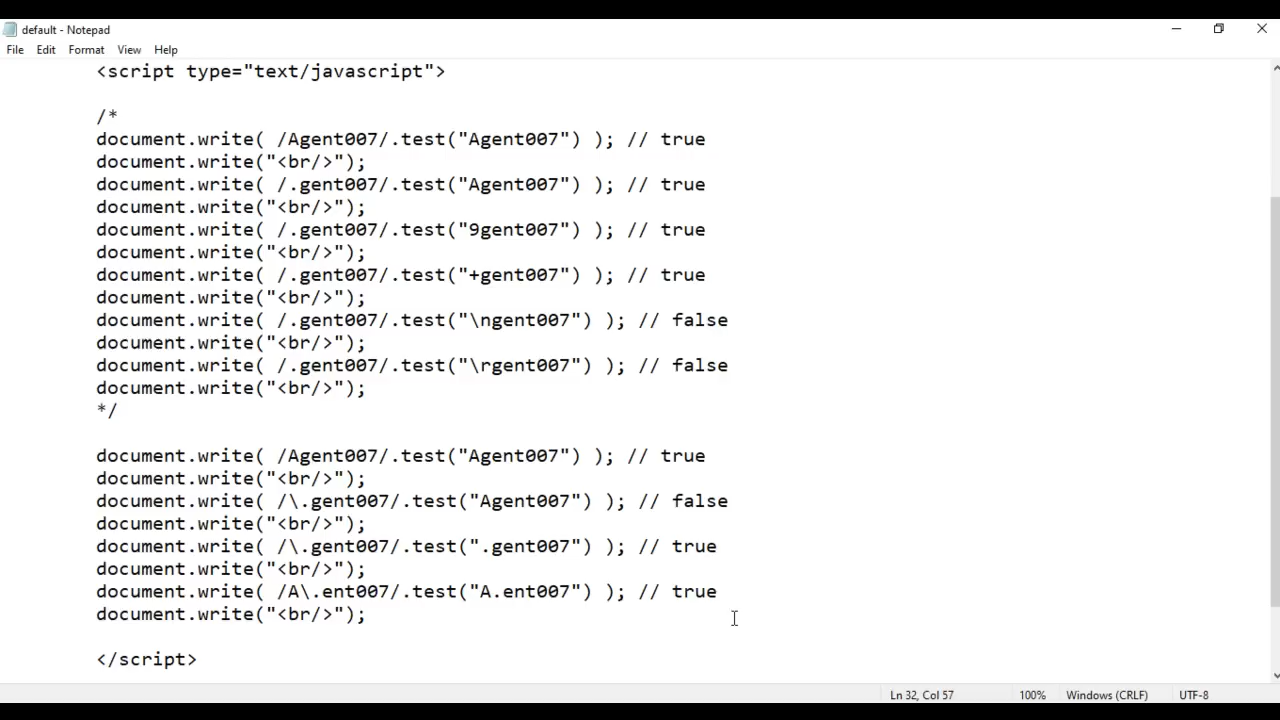 default - Notepad
File Edit Format View Help
<script type="text/javascript">
/*
document.write( /Agent007/.test("Agent007") ); // true
document.write("<br/>");
document.write( /.gent007/.test("Agent007") ); // true
document.write("<br/>");
document.write( /.gent007/.test("9gent007") ); // true
document.write("<br/>");
document.write( /.gent007/.test("+gent007") ); // true
document.write("<br/>");
document.write( /.gent007/.test("\ngent007") ); // false
document.write("<br/>");
document.write( /.gent007/.test("\rgent007") ); // false
document.write("<br/>");
*/
document.write( /Agent007/.test("Agent007") ); // true
document.write("<br/>");
document.write( /\.gent007/.test("Agent007") ); // false
document.write("<br/>");
document.write( /\.gent007/.test(".gent007") ); // true
document.write("<br/>");
document.write( /A\.ent007/.test("A.ent007") ); // true
document.write("<br/>");
</script>
Ln 32, Col 57 100% Windows (CRLF) UTF-8